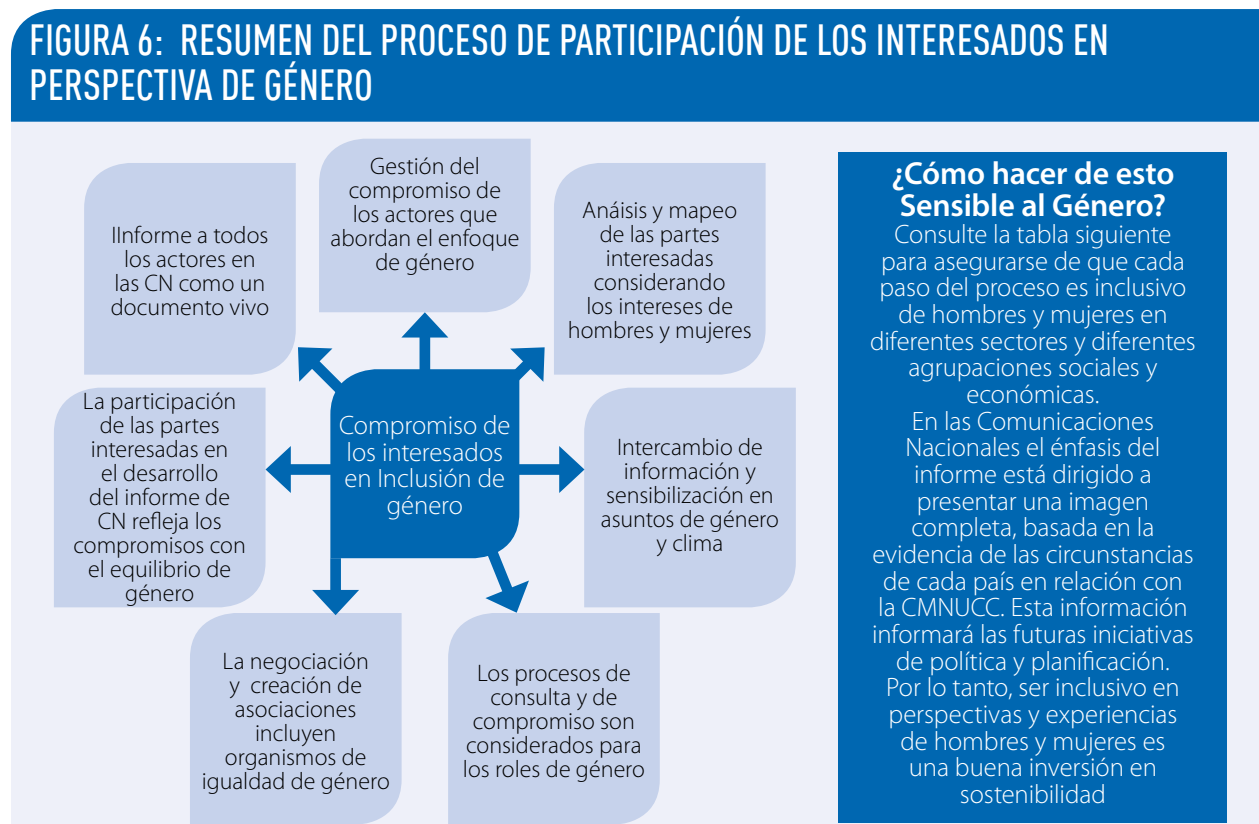 FIGURA 6: RESUMEN DEL PROCESO DE PARTICIPACIÓN DE LOS INTERESADOS EN
PERSPECTIVA DE GÉNERO
IInforme a todos
los actores en
las CN como un
documento vivo
Gestión del
compromiso de
los actores que
abordan el enfoque
de género
Anáisis y mapeo
de las partes
interesadas
considerando
los intereses de
hombres y mujeres
La participación
de las partes
interesadas en
el desarrollo
del informe de
CN refleja los
compromisos con
el equilibrio de
género
Compromiso de
los interesados
en Inclusión de
género
Intercambio de
información y
sensibilización en
asuntos de género
y clima
La negociación
y creación de
asociaciones
incluyen
organismos de
igualdad de género
Los procesos de
consulta y de
compromiso son
considerados para
los roles de género
¿Cómo hacer de esto
Sensible al Género?
Consulte la tabla siguiente
para asegurarse de que cada
paso del proceso es inclusivo
de hombres y mujeres en
diferentes sectores y diferentes
agrupaciones sociales y
económicas.
En las Comunicaciones
Nacionales el énfasis del
informe está dirigido a
presentar una imagen
completa, basada en la
evidencia de las circunstancias
de cada país en relación con
la CMNUCC. Esta información
informará las futuras iniciativas
de política y planificación.
Por lo tanto, ser inclusivo en
perspectivas y experiencias
de hombres y mujeres es
una buena inversión en
sostenibilidad